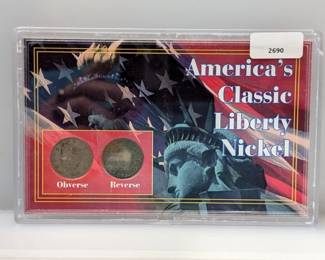 2690
America's
Classic
Liberty
Nickel
Obverse Reverse